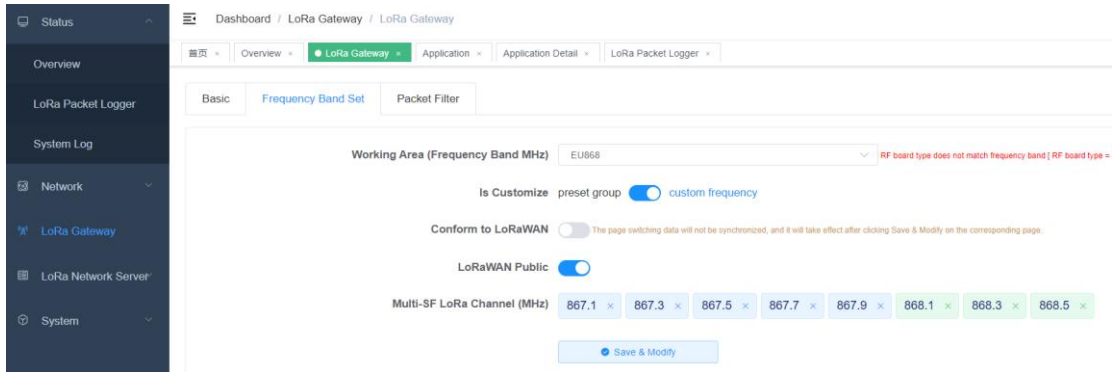 Status
Overview
LoRa Packet Logger
System Log
Network
LoRa Gateway
LoRa Network Server
System
Dashboard / LoRa Gateway / LoRa Gateway
首页 × Overview × LoRa Gateway × Application × Application Detail × LoRa Packet Logger ×
Basic Frequency Band Set Packet Filter
Working Area (Frequency Band MHz) EU868 RF board type does not match frequency band [ RF board type =
Is Customize preset group custom frequency
Conform to LoRaWAN The page switching data will not be synchronized, and it will take effect after clicking Save & Modify on the corresponding page.
LoRaWAN Public
Multi-SF LoRa Channel (MHz) 867.1 × 867.3 × 867.5 × 867.7 × 867.9 × 868.1 × 868.3 × 868.5 ×
Save & Modify